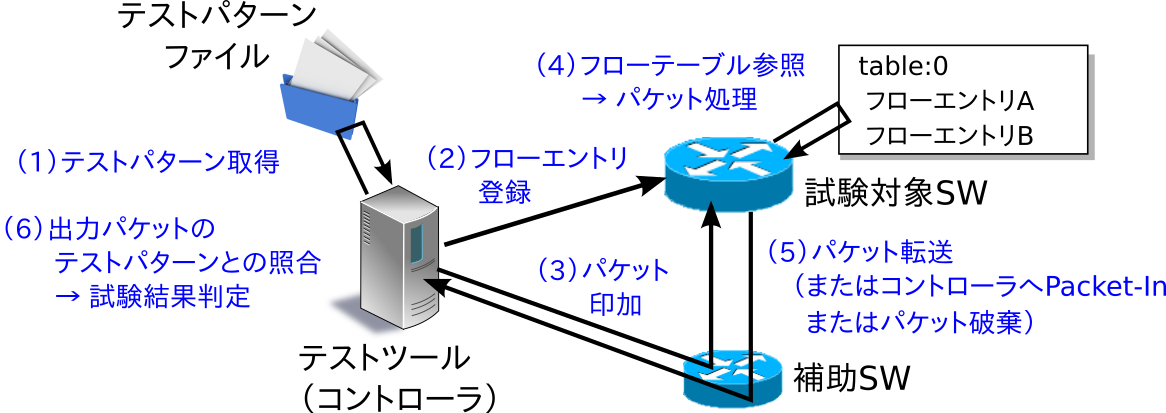 テストパターン
ファイル
(1)テストパターン取得
(2)フローエントリ
登録
(3)パケット
印加
(4)フローテーブル参照
→ パケット処理
table:0
フローエントリA
フローエントリB
試験対象SW
(5)パケット転送
(またはコントローラへPacket-In
またはパケット破棄)
(6)出力パケットの
テストパターンとの照合
→ 試験結果判定
テストツール
(コントローラ)
補助SW